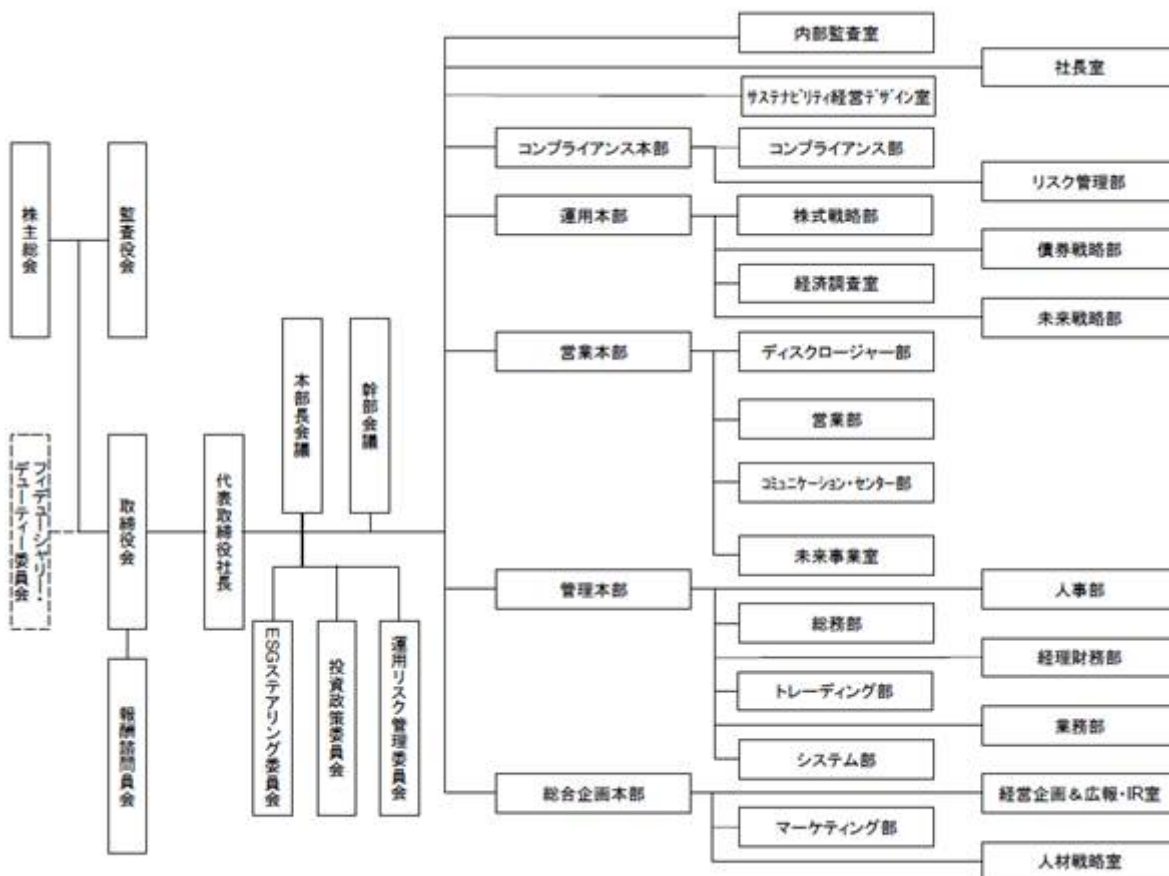 内部監査室
社長室
サステナビリティ経営デザイン室
コンプライアンス本部
コンプライアンス部
リスク管理部
運用本部
株式戦略部
債券戦略部
経済調査室
未来戦略部
株主総会
監査役会
営業本部
ディスクロージャー部
営業部
コミュニケーション・センター部
未来事業室
本部長会議
幹部会議
フィデューシャリー・
デューティー委員会
取締役会
代表取締役社長
管理本部
人事部
総務部
経理財務部
トレーディング部
業務部
システム部
報酬諮問員会
ESGステアリング委員会
投資政策委員会
運用リスク管理委員会
総合企画本部
経営企画&広報・IR室
マーケティング部
人材戦略室